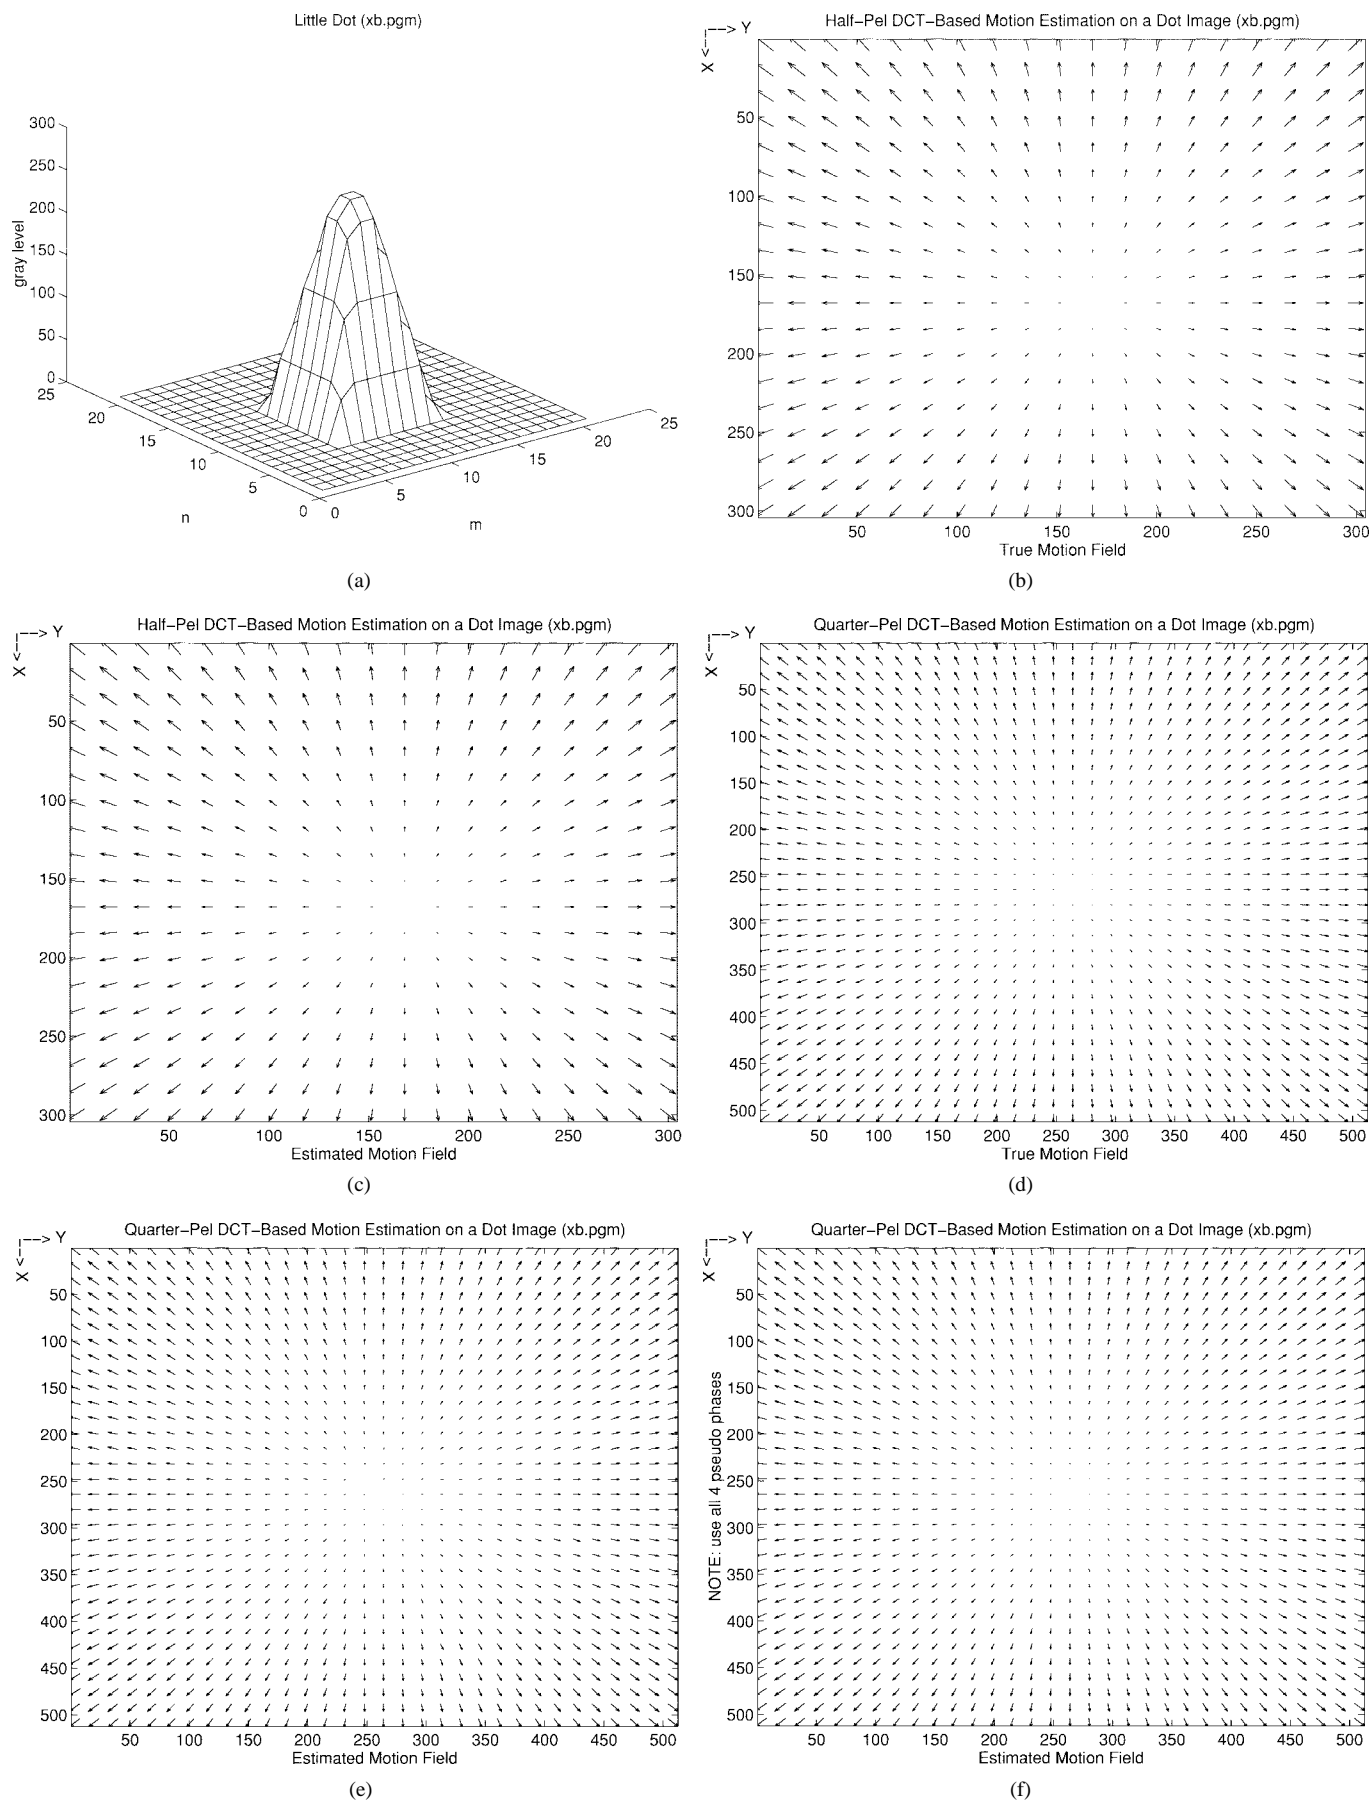 Little Dot (xb.pgm)
300
250
200
150
100
50
0
gray level
25
20
15
10
5
0
n
0
5
10
15
20
25
m
(a)
Half-Pel DCT-Based Motion Estimation on a Dot Image (xb.pgm)
X <---> Y
50
100
150
200
250
300
50 100 150 200 250 300
True Motion Field
(b)
Half-Pel DCT-Based Motion Estimation on a Dot Image (xb.pgm)
X <---> Y
50
100
150
200
250
300
50 100 150 200 250 300
Estimated Motion Field
(c)
Quarter-Pel DCT-Based Motion Estimation on a Dot Image (xb.pgm)
X <---> Y
50
100
150
200
250
300
350
400
450
500
50 100 150 200 250 300 350 400 450 500
True Motion Field
(d)
Quarter-Pel DCT-Based Motion Estimation on a Dot Image (xb.pgm)
X <---> Y
50
100
150
200
250
300
350
400
450
500
50 100 150 200 250 300 350 400 450 500
Estimated Motion Field
(e)
Quarter-Pel DCT-Based Motion Estimation on a Dot Image (xb.pgm)
X <---> Y
NOTE: use all 4 pseudo phases
50
100
150
200
250
300
350
400
450
500
50 100 150 200 250 300 350 400 450 500
Estimated Motion Field
(f)